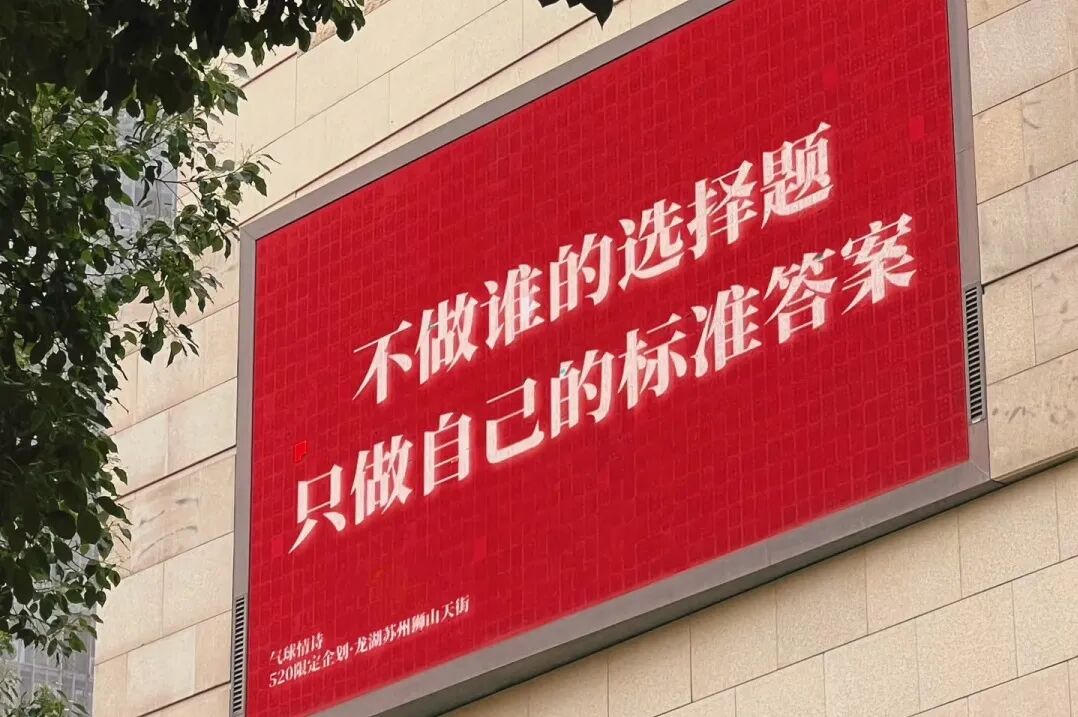 不做谁的选择题
只做自己的标准答案
气球情诗
520限定企划·龙湖苏州狮山天街